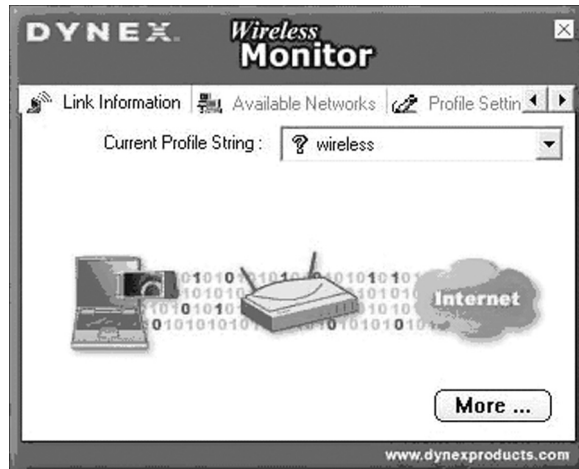 DYNEX Wireless
Monitor
Link Information Available Networks Profile Settin
Current Profile String : wireless
Internet
More ...
www.dynexproducts.com